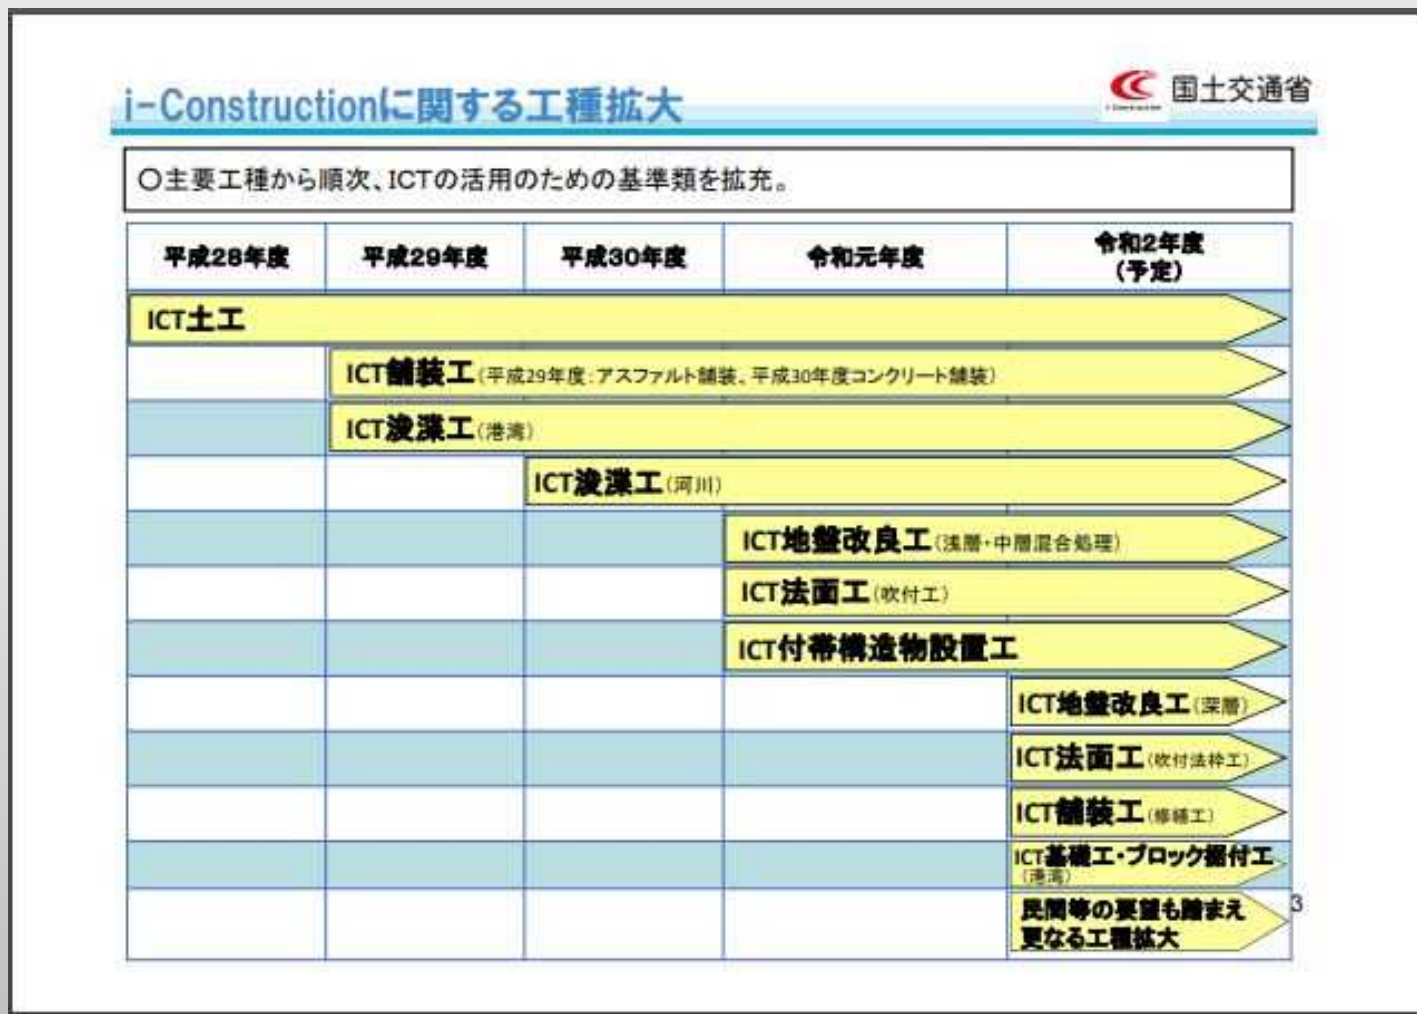 i-Constructionに関する工種拡大
国土交通省
○主要工種から順次、ICTの活用のための基準類を拡充。
平成28年度
平成29年度
平成30年度
令和元年度
令和2年度
(予定)
ICT土工
ICT舗装工(平成29年度:アスファルト舗装、平成30年度コンクリート舗装)
ICT浚渫工(港湾)
ICT浚渫工(河川)
ICT地盤改良工(浅層・中層混合処理)
ICT法面工(吹付工)
ICT付帯構造物設置工
ICT地盤改良工(深層)
ICT法面工(吹付法枠工)
ICT舗装工(修繕工)
ICT基礎工・ブロック据付工
(港湾)
民間等の要望も踏まえ
更なる工種拡大
3